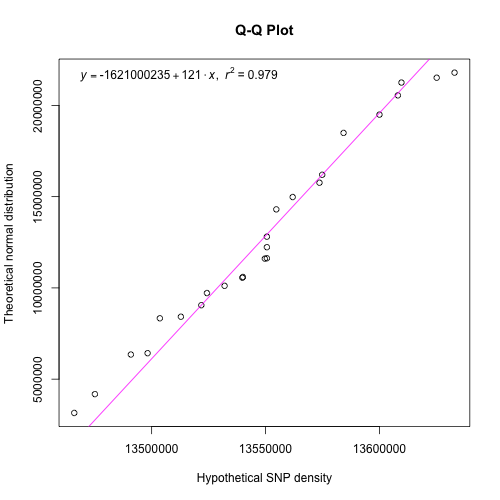 Q-Q Plot
y = -1621000235 + 121 · x, r² = 0.979
Theoretical normal distribution
20000000
15000000
10000000
5000000
13500000 13550000 13600000
Hypothetical SNP density